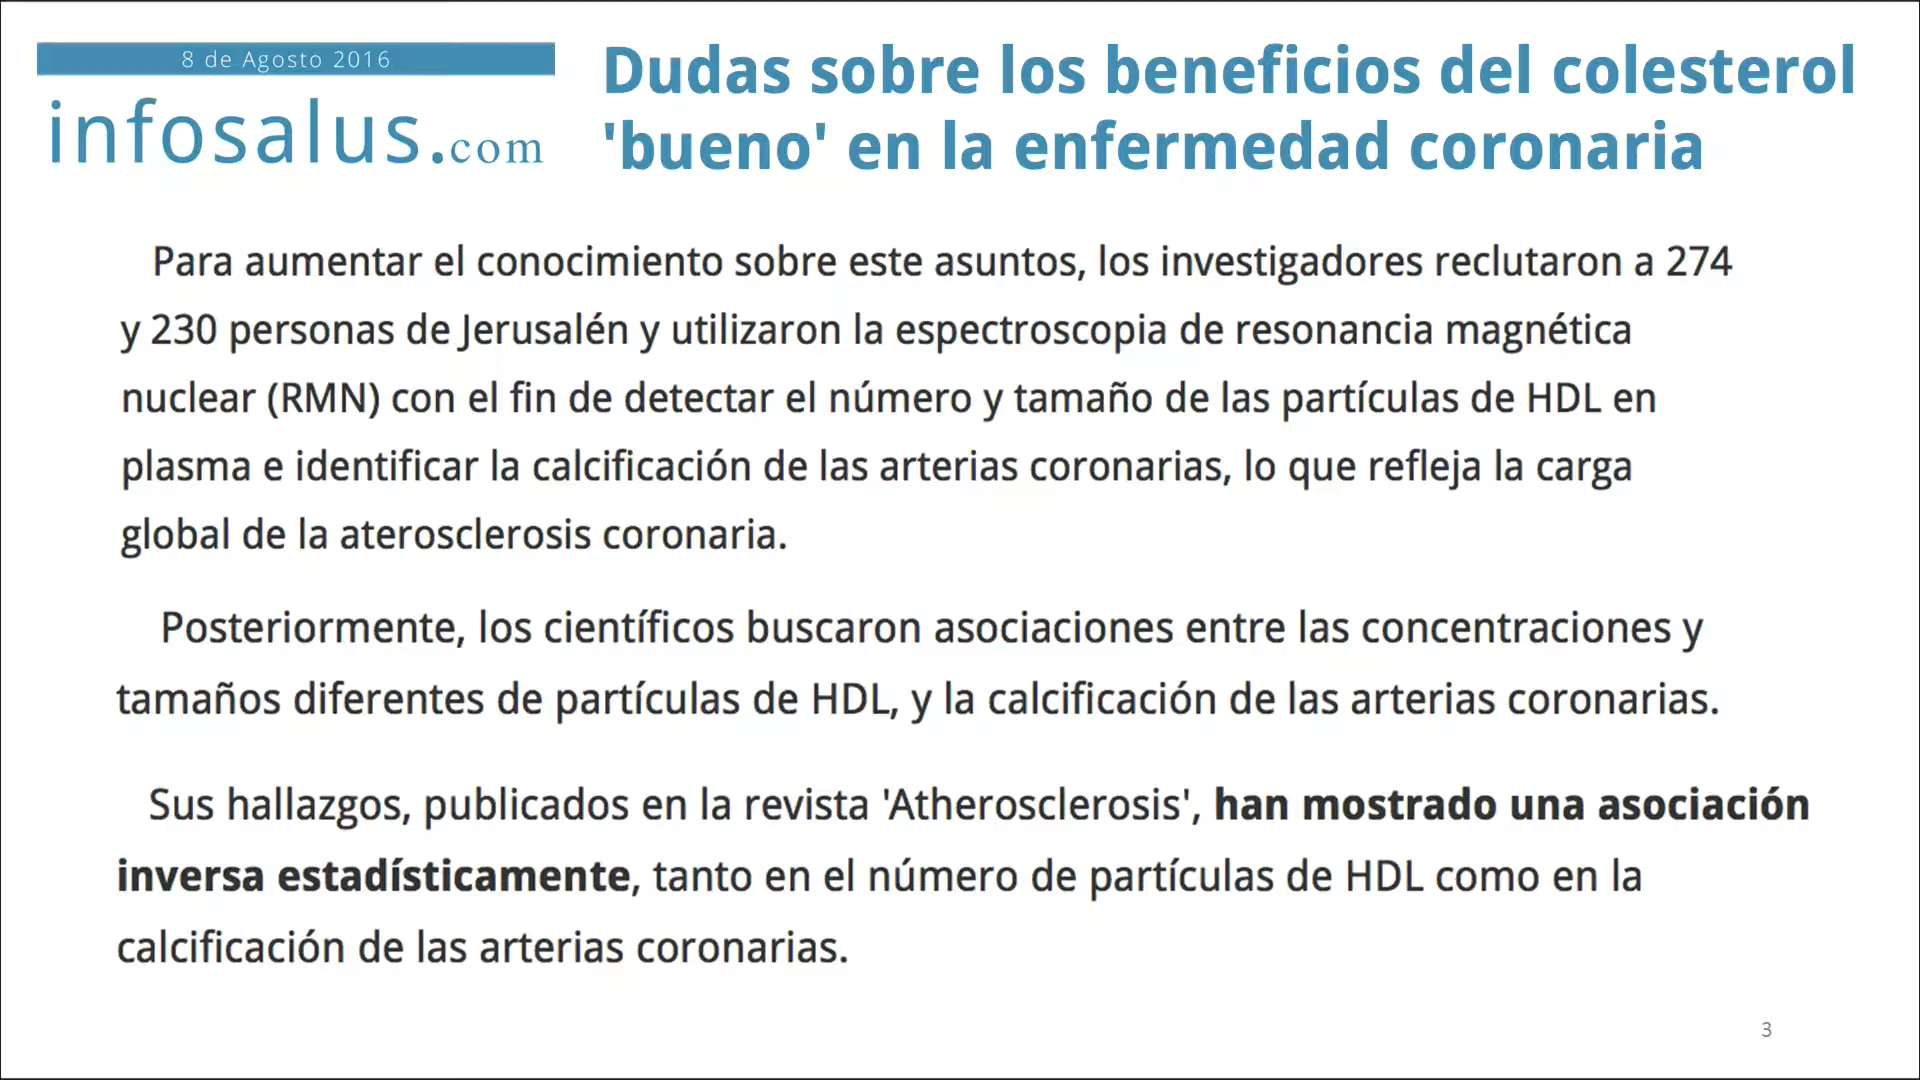 8 de Agosto 2016
infosalus.com
Dudas sobre los beneficios del colesterol
'bueno' en la enfermedad coronaria
Para aumentar el conocimiento sobre este asuntos, los investigadores reclutaron a 274
y 230 personas de Jerusalén y utilizaron la espectroscopia de resonancia magnética
nuclear (RMN) con el fin de detectar el número y tamaño de las partículas de HDL en
plasma e identificar la calcificación de las arterias coronarias, lo que refleja la carga
global de la aterosclerosis coronaria.
Posteriormente, los científicos buscaron asociaciones entre las concentraciones y
tamaños diferentes de partículas de HDL, y la calcificación de las arterias coronarias.
Sus hallazgos, publicados en la revista 'Atherosclerosis', han mostrado una asociación
inversa estadísticamente, tanto en el número de partículas de HDL como en la
calcificación de las arterias coronarias.
3